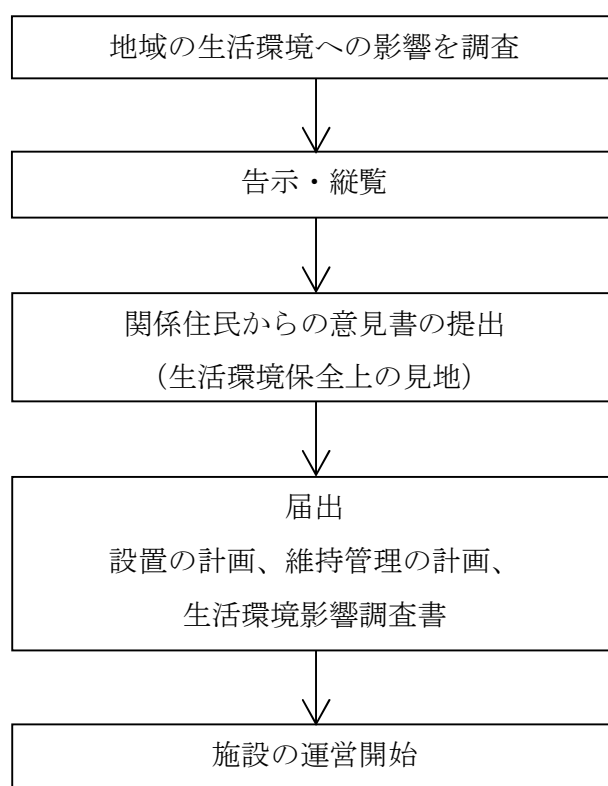 地域の生活環境への影響を調査
告示・縦覧
関係住民からの意見書の提出
（生活環境保全上の見地）
届出
設置の計画、維持管理の計画、
生活環境影響調査書
施設の運営開始